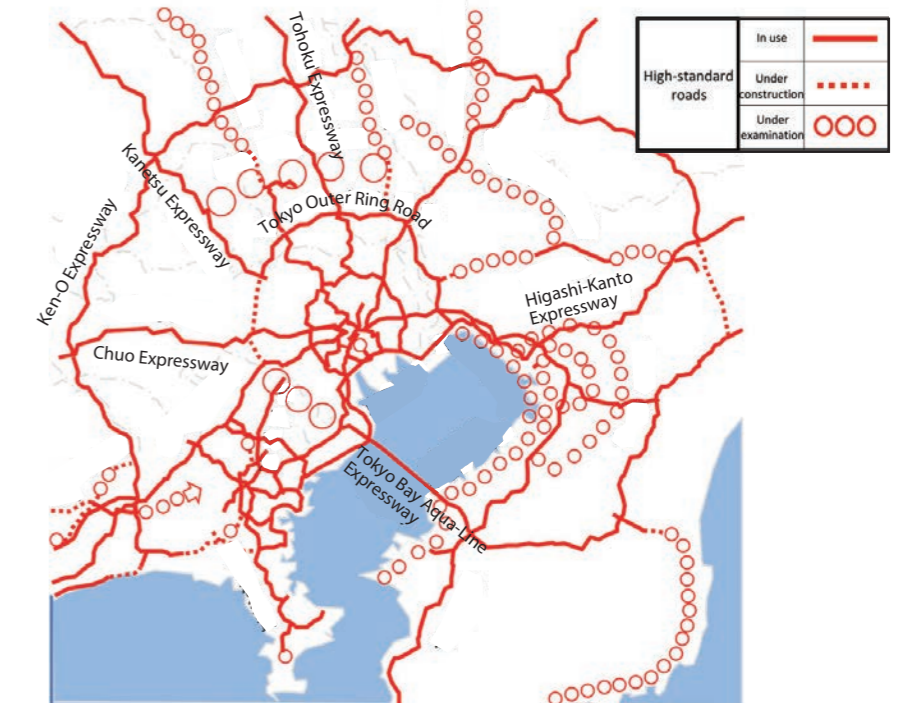 High-standard
roads
In use
Under
construction
Under
examination
Tohoku Expressway
Kanetsu Expressway
Tokyo Outer Ring Road
Ken-O Expressway
Higashi-Kanto
Expressway
Chuo Expressway
Tokyo Bay Aqua-Line
Expressway